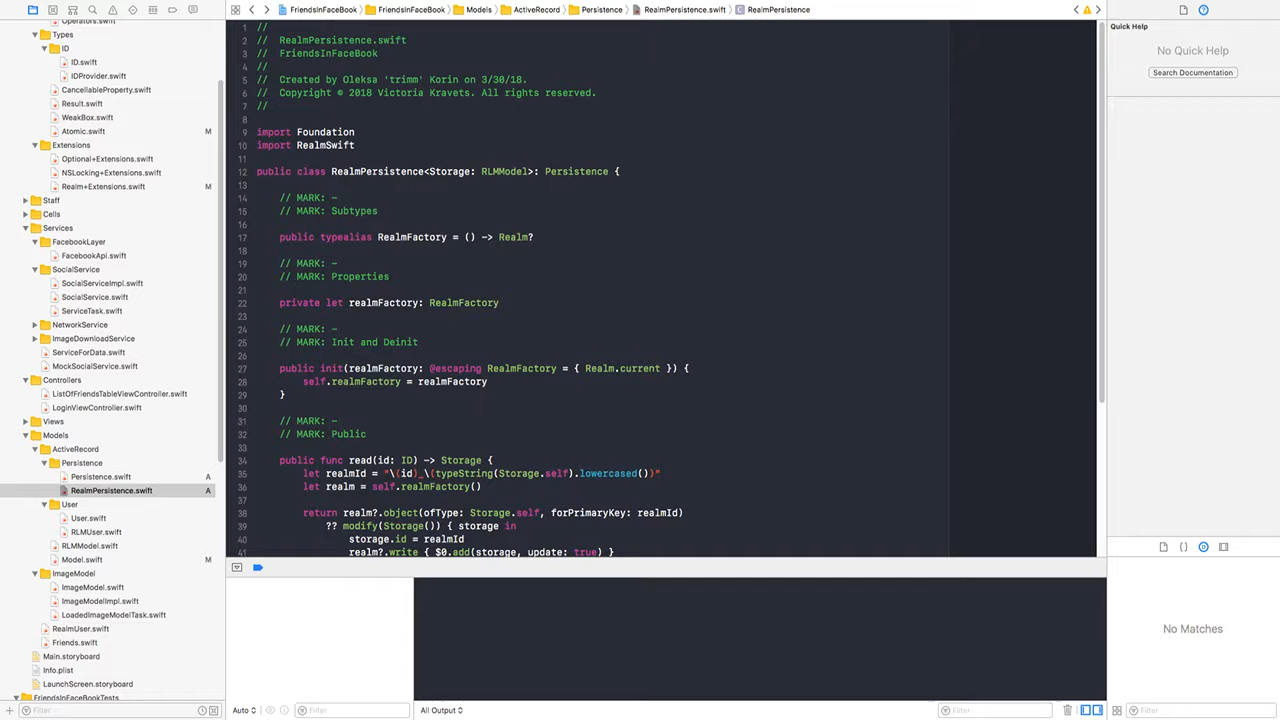 FriendsInFaceBook
FriendsInFaceBook
Models
ActiveRecord
Persistence
RealmPersistence.swift
RealmPersistence
Operators.swift
Types
ID
ID.swift
IDProvider.swift
CancellableProperty.swift
Result.swift
WeakBox.swift
Atomic.swift M
Extensions
Optional+Extensions.swift
NSLocking+Extensions.swift
Realm+Extensions.swift M
Staff
Cells
Services
FacebookLayer
FacebookApi.swift
SocialService
SocialServiceImpl.swift
SocialService.swift
ServiceTask.swift
NetworkService
ImageDownloadService
ServiceForData.swift
MockSocialService.swift
Controllers
ListOfFriendsTableViewController.swift
LoginViewController.swift
Views
Models
ActiveRecord
Persistence
Persistence.swift A
RealmPersistence.swift A
User
User.swift
RLMUser.swift
RLMModel.swift
Model.swift M
ImageModel
ImageModel.swift
ImageModelImpl.swift
LoadedImageModelTask.swift
RealmUser.swift
Friends.swift
Main.storyboard
Info.plist
LaunchScreen.storyboard
FriendsInFaceBookTests
Filter
1 //
2 // RealmPersistence.swift
3 // FriendsInFaceBook
4 //
5 // Created by Oleksa 'trimm' Korin on 3/30/18.
6 // Copyright © 2018 Victoria Kravets. All rights reserved.
7 //
8
9 import Foundation
10 import RealmSwift
11
12 public class RealmPersistence<Storage: RLMModel>: Persistence {
13
14 // MARK: -
15 // MARK: Subtypes
16
17 public typealias RealmFactory = () -> Realm?
18
19 // MARK: -
20 // MARK: Properties
21
22 private let realmFactory: RealmFactory
23
24 // MARK: -
25 // MARK: Init and Deinit
26
27 public init(realmFactory: @escaping RealmFactory = { Realm.current }) {
28 self.realmFactory = realmFactory
29 }
30
31 // MARK: -
32 // MARK: Public
33
34 public func read(id: ID) -> Storage {
35 let realmId = "\(id)_\(typeString(Storage.self).lowercased())"
36 let realm = self.realmFactory()
37
38 return realm?.object(ofType: Storage.self, forPrimaryKey: realmId)
39 ?? modify(Storage()) { storage in
40 storage.id = realmId
41 realm?.write { $0.add(storage, update: true) }
Auto
Filter
All Output
Filter
Quick Help
No Quick Help
Search Documentation
No Matches
Filter